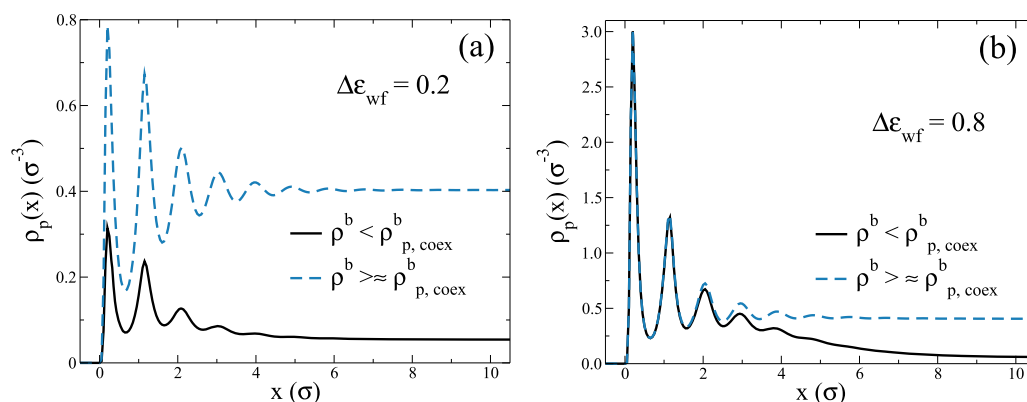 (a)
Δε_wf = 0.2
ρ_p(x) (σ^-3)
0.8
0.6
0.4
0.2
0
ρ^b < ρ^b_p, coex
ρ^b >≈ ρ^b_p, coex
0 2 4 6 8 10
x (σ)
(b)
Δε_wf = 0.8
ρ_p(x) (σ^-3)
3.0
2.5
2.0
1.5
1.0
0.5
0.0
ρ^b < ρ^b_p, coex
ρ^b >≈ ρ^b_p, coex
0 2 4 6 8 10
x (σ)